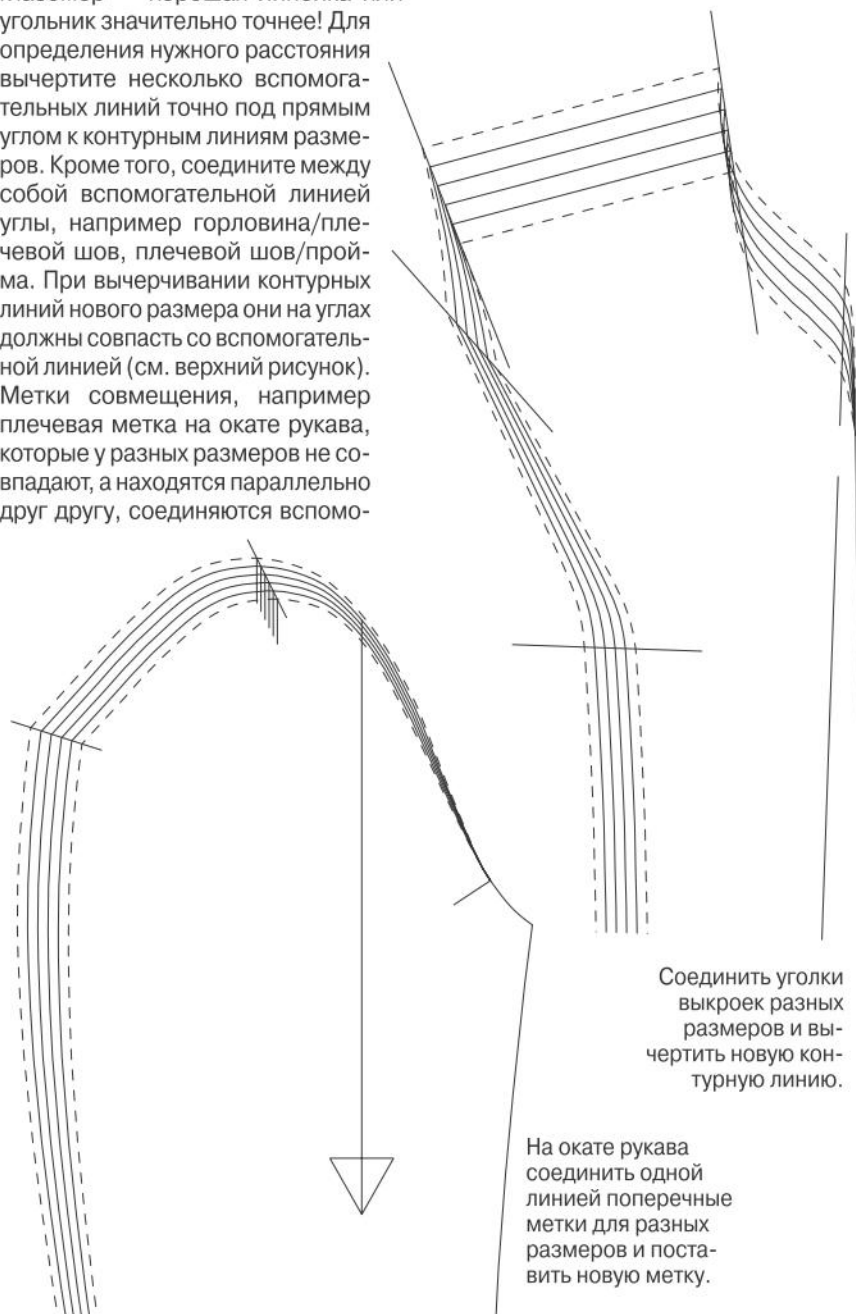 угольник значительно точнее! Для
определения нужного расстояния
вычертите несколько вспомога-
тельных линий точно под прямым
углом к контурным линиям разме-
ров. Кроме того, соедините между
собой вспомогательной линией
углы, например горловина/пле-
чевой шов, плечевой шов/прой-
ма. При вычерчивании контурных
линий нового размера они на углах
должны совпасть со вспомогатель-
ной линией (см. верхний рисунок).
Метки совмещения, например
плечевая метка на окате рукава,
которые у разных размеров не со-
впадают, а находятся параллельно
друг другу, соединяются вспомо-
Соединить уголки
выкроек разных
размеров и вы-
чертить новую кон-
турную линию.
На окате рукава
соединить одной
линией поперечные
метки для разных
размеров и поста-
вить новую метку.